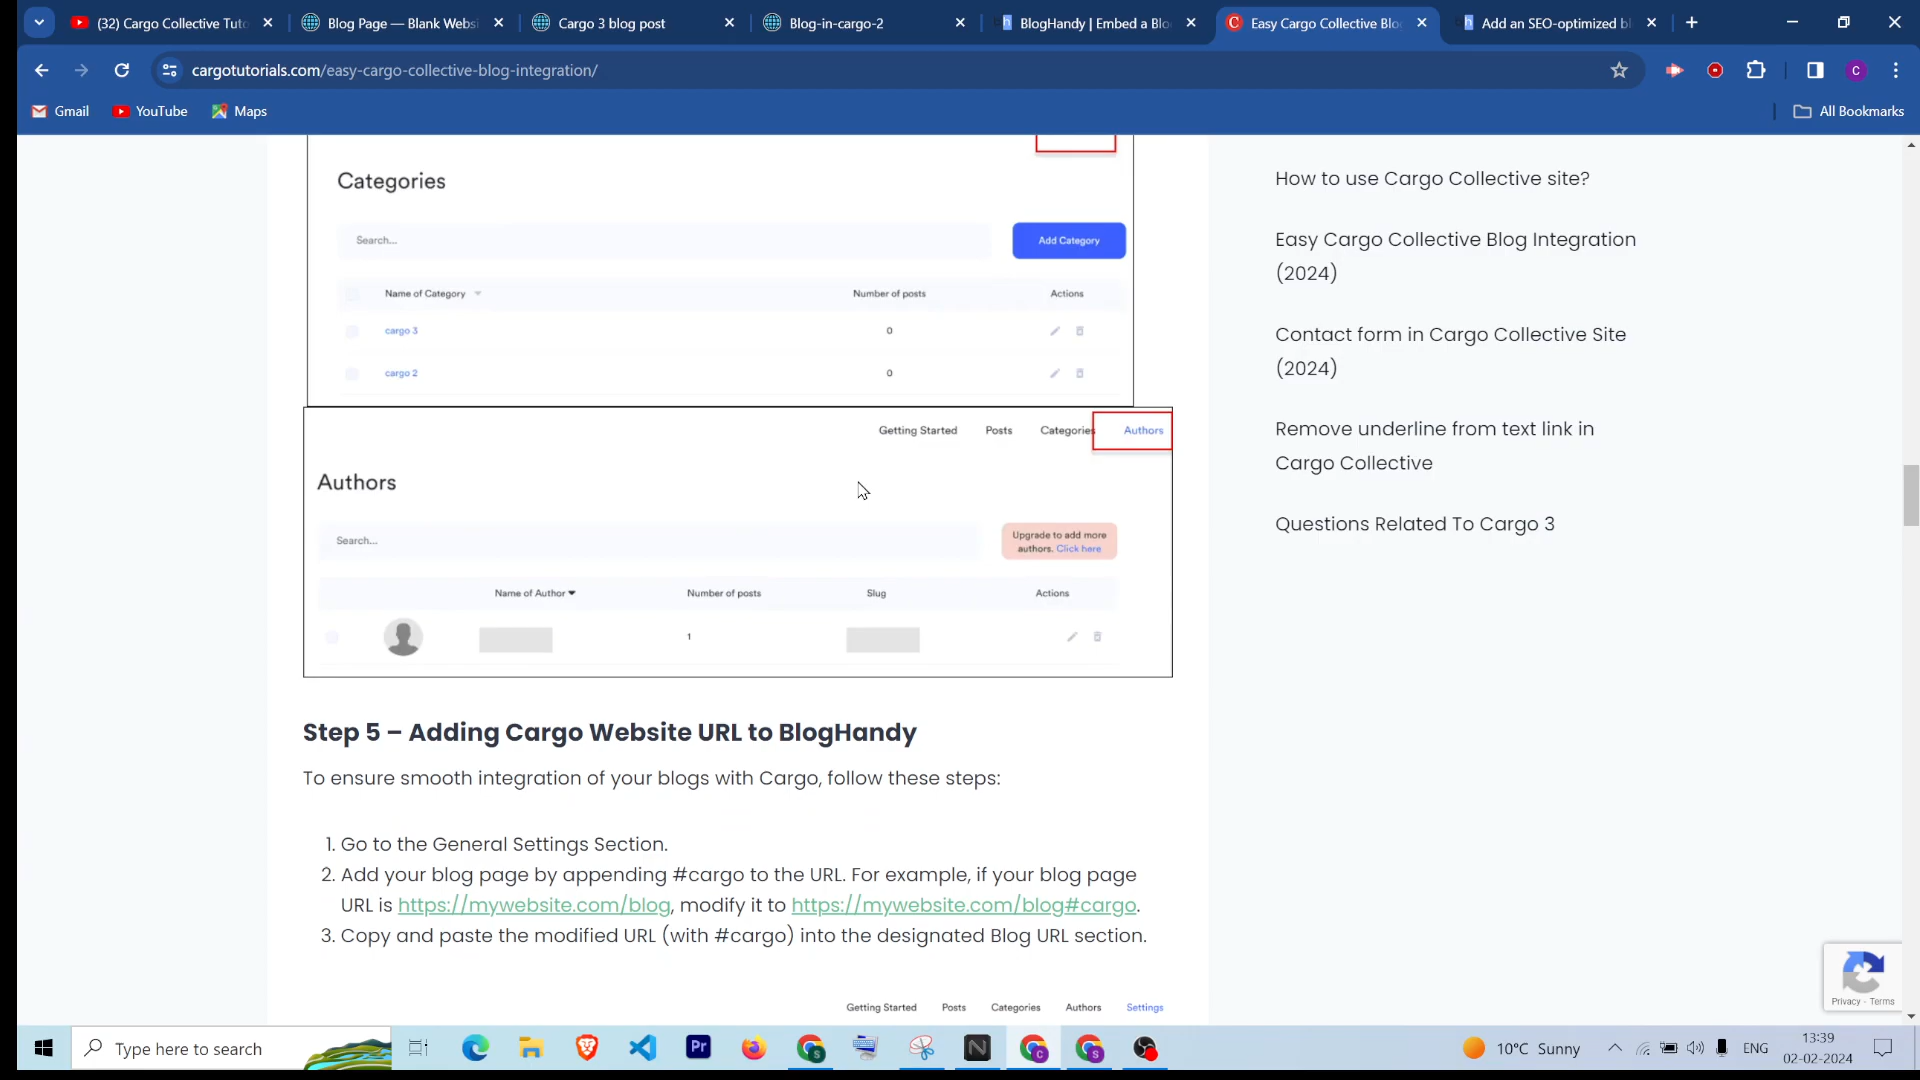 (32) Cargo Collective Tuto
Blog Page — Blank Websi
Cargo 3 blog post
Blog-in-cargo-2
BlogHandy | Embed a Blo
Easy Cargo Collective Blo
Add an SEO-optimized bl
cargotutorials.com/easy-cargo-collective-blog-integration/
C
Gmail
YouTube
Maps
All Bookmarks
Categories
Search...
Add Category
Name of Category
Number of posts
Actions
cargo 3
0
cargo 2
0
Getting Started
Posts
Categories
Authors
Authors
Search...
Upgrade to add more
authors. Click here
Name of Author
Number of posts
Slug
Actions
1
Step 5 – Adding Cargo Website URL to BlogHandy
To ensure smooth integration of your blogs with Cargo, follow these steps:
1. Go to the General Settings Section.
2. Add your blog page by appending #cargo to the URL. For example, if your blog page
URL is https://mywebsite.com/blog, modify it to https://mywebsite.com/blog#cargo.
3. Copy and paste the modified URL (with #cargo) into the designated Blog URL section.
Getting Started
Posts
Categories
Authors
Settings
How to use Cargo Collective site?
Easy Cargo Collective Blog Integration
(2024)
Contact form in Cargo Collective Site
(2024)
Remove underline from text link in
Cargo Collective
Questions Related To Cargo 3
Privacy - Terms
Type here to search
10°C Sunny
ENG
13:39
02-02-2024